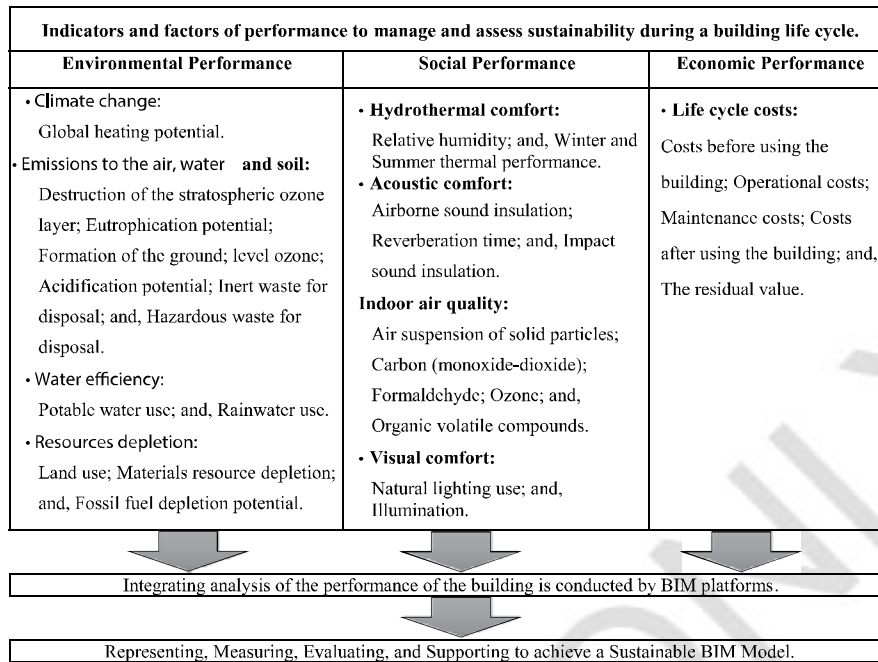 Indicators and factors of performance to manage and assess sustainability during a building life cycle.
Environmental Performance
• Climate change:
Global heating potential.
• Emissions to the air, water and soil:
Destruction of the stratospheric ozone
layer; Eutrophication potential;
Formation of the ground; level ozone;
Acidification potential; Inert waste for
disposal; and, Hazardous waste for
disposal.
• Water efficiency:
Potable water use; and, Rainwater use.
• Resources depletion:
Land use; Materials resource depletion;
and, Fossil fuel depletion potential.
Social Performance
• Hydrothermal comfort:
Relative humidity; and, Winter and
Summer thermal performance.
• Acoustic comfort:
Airborne sound insulation;
Reverberation time; and, Impact
sound insulation.
Indoor air quality:
Air suspension of solid particles;
Carbon (monoxide-dioxide);
Formaldehyde; Ozone; and,
Organic volatile compounds.
• Visual comfort:
Natural lighting use; and,
Illumination.
Economic Performance
• Life cycle costs:
Costs before using the
building; Operational costs;
Maintenance costs; Costs
after using the building; and,
The residual value.
Integrating analysis of the performance of the building is conducted by BIM platforms.
Representing, Measuring, Evaluating, and Supporting to achieve a Sustainable BIM Model.